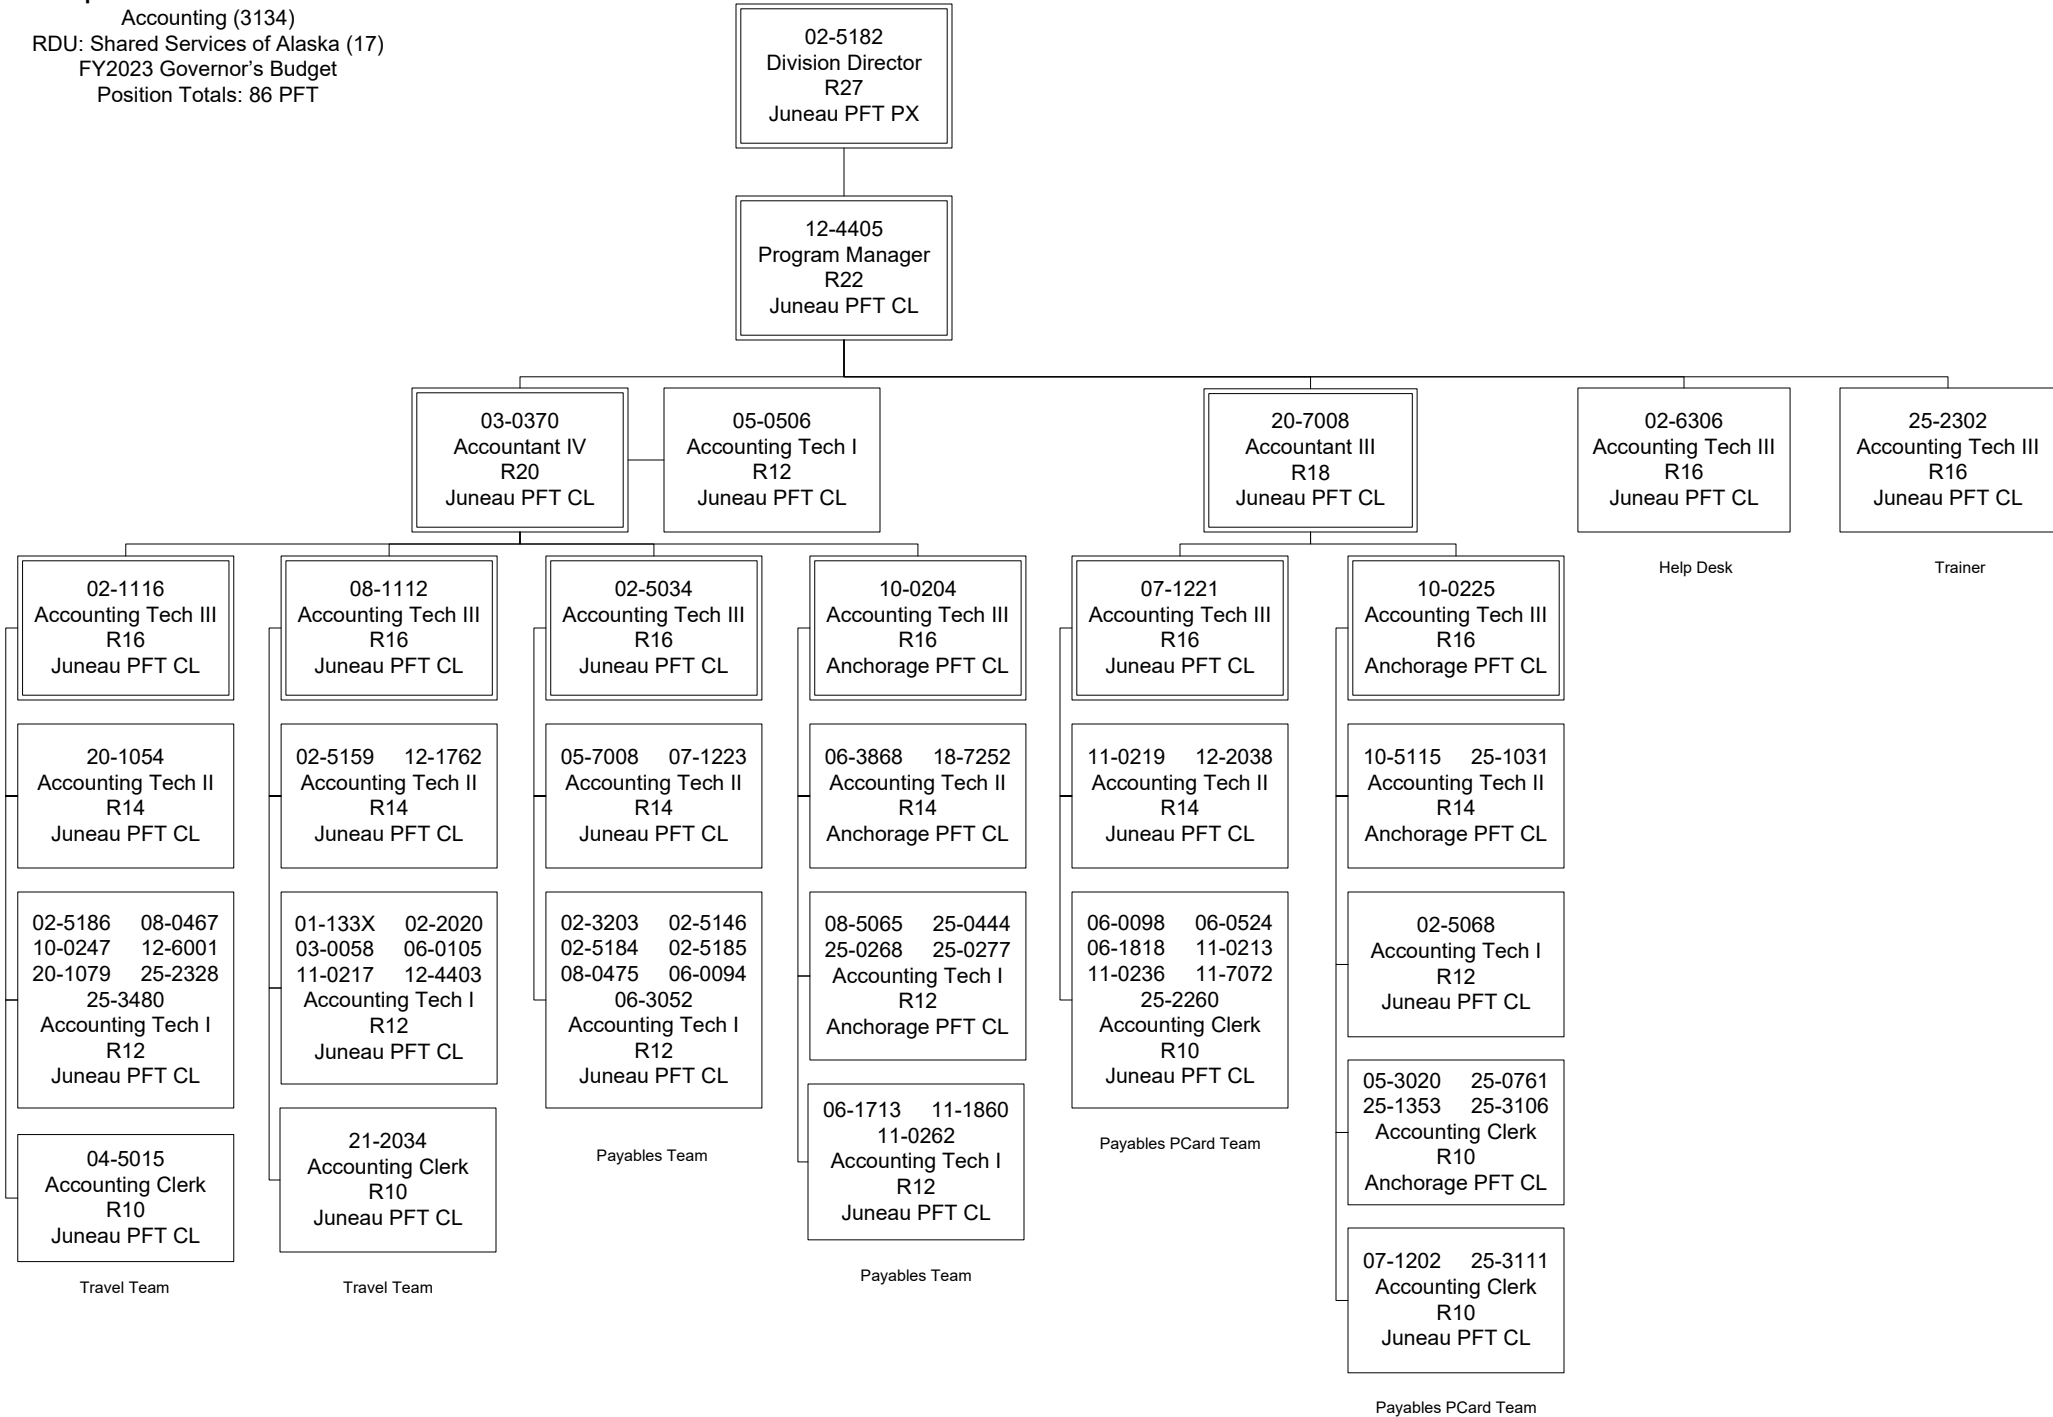 Accounting (3134)
RDU: Shared Services of Alaska (17)
FY2023 Governor's Budget
Position Totals: 86 PFT
02-5182
Division Director
R27
Juneau PFT PX
12-4405
Program Manager
R22
Juneau PFT CL
03-0370
Accountant IV
R20
Juneau PFT CL
05-0506
Accounting Tech I
R12
Juneau PFT CL
20-7008
Accountant III
R18
Juneau PFT CL
02-6306
Accounting Tech III
R16
Juneau PFT CL
Help Desk
25-2302
Accounting Tech III
R16
Juneau PFT CL
Trainer
02-1116
Accounting Tech III
R16
Juneau PFT CL
20-1054
Accounting Tech II
R14
Juneau PFT CL
02-5186 08-0467
10-0247 12-6001
20-1079 25-2328
25-3480
Accounting Tech I
R12
Juneau PFT CL
04-5015
Accounting Clerk
R10
Juneau PFT CL
Travel Team
08-1112
Accounting Tech III
R16
Juneau PFT CL
02-5159 12-1762
Accounting Tech II
R14
Juneau PFT CL
01-133X 02-2020
03-0058 06-0105
11-0217 12-4403
Accounting Tech I
R12
Juneau PFT CL
21-2034
Accounting Clerk
R10
Juneau PFT CL
Travel Team
02-5034
Accounting Tech III
R16
Juneau PFT CL
05-7008 07-1223
Accounting Tech II
R14
Juneau PFT CL
02-3203 02-5146
02-5184 02-5185
08-0475 06-0094
06-3052
Accounting Tech I
R12
Juneau PFT CL
Payables Team
10-0204
Accounting Tech III
R16
Anchorage PFT CL
06-3868 18-7252
Accounting Tech II
R14
Anchorage PFT CL
08-5065 25-0444
25-0268 25-0277
Accounting Tech I
R12
Anchorage PFT CL
06-1713 11-1860
11-0262
Accounting Tech I
R12
Juneau PFT CL
Payables Team
07-1221
Accounting Tech III
R16
Juneau PFT CL
11-0219 12-2038
Accounting Tech II
R14
Juneau PFT CL
06-0098 06-0524
06-1818 11-0213
11-0236 11-7072
25-2260
Accounting Clerk
R10
Juneau PFT CL
Payables PCard Team
10-0225
Accounting Tech III
R16
Anchorage PFT CL
10-5115 25-1031
Accounting Tech II
R14
Anchorage PFT CL
02-5068
Accounting Tech I
R12
Juneau PFT CL
05-3020 25-0761
25-1353 25-3106
Accounting Clerk
R10
Anchorage PFT CL
07-1202 25-3111
Accounting Clerk
R10
Juneau PFT CL
Payables PCard Team